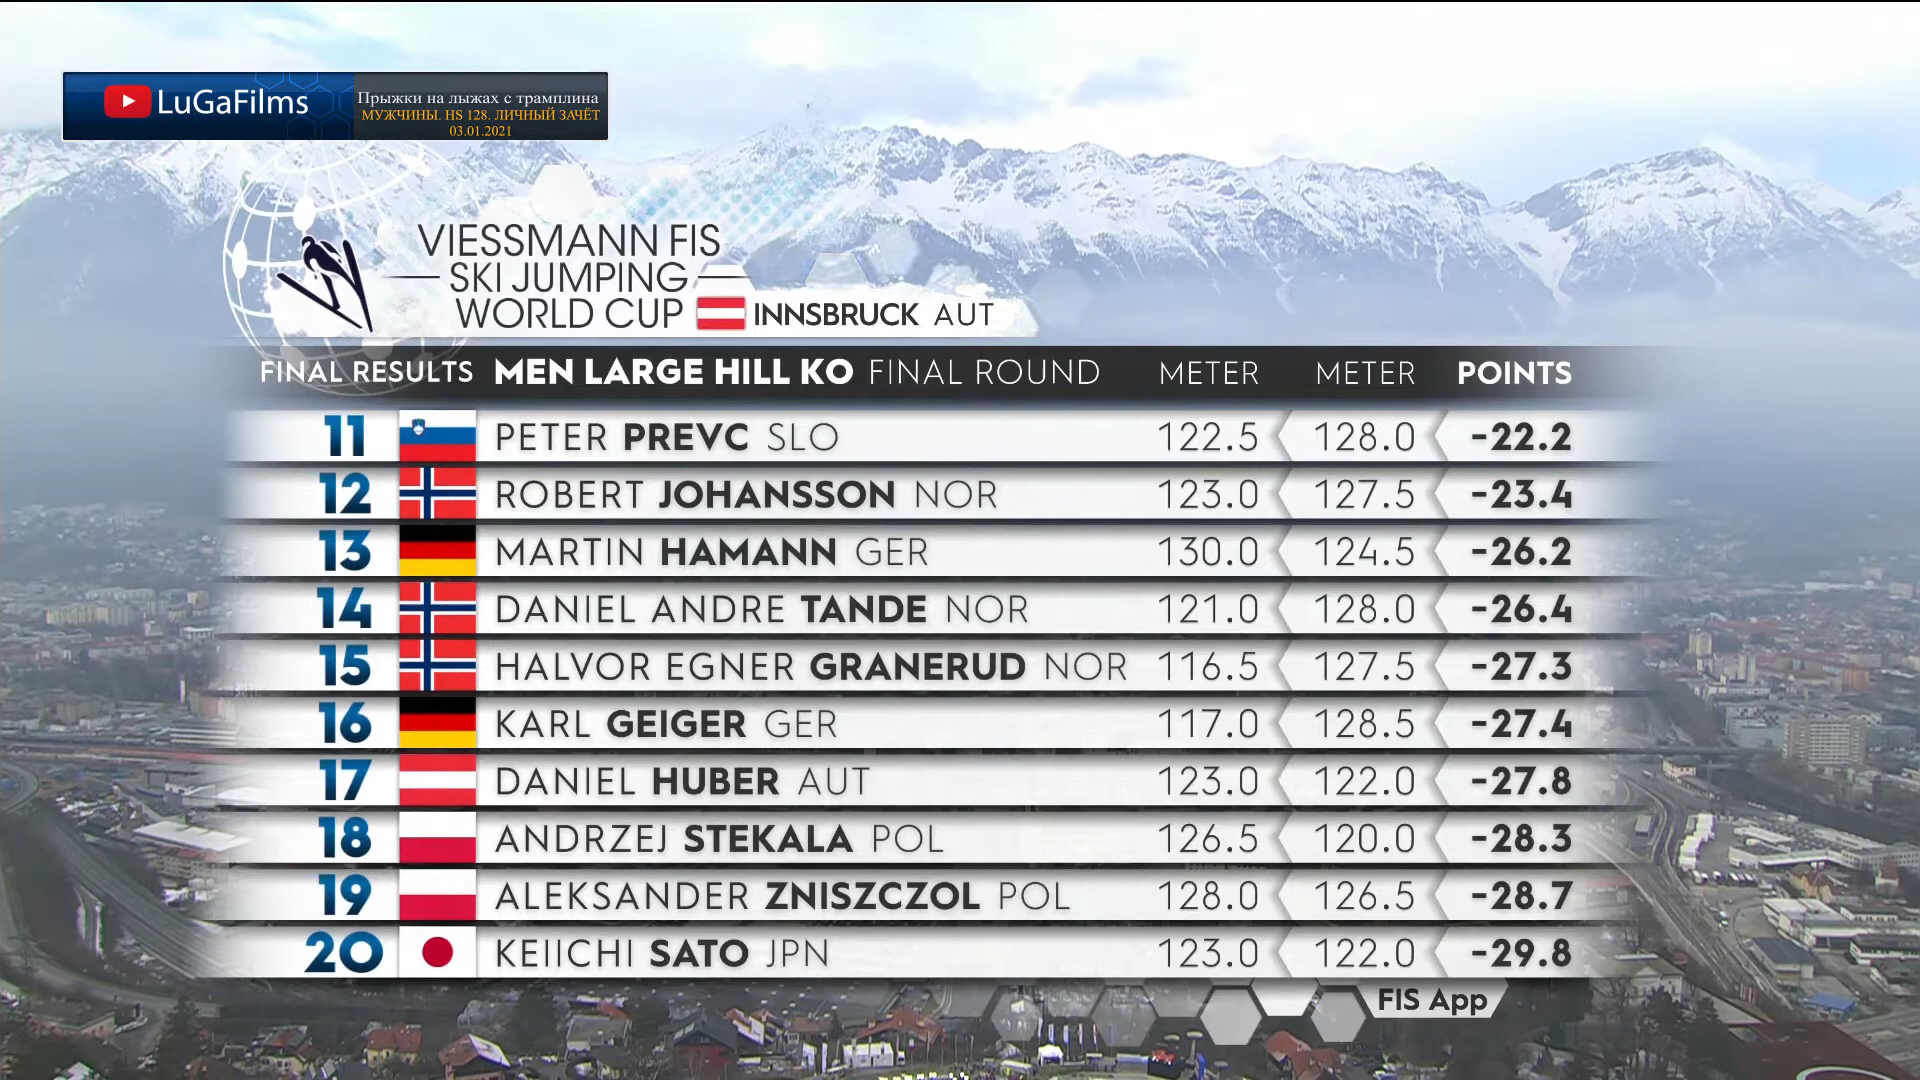 LuGaFilms
Прыжки на лыжах с трамплина
МУЖЧИНЫ. HS 128. ЛИЧНЫЙ ЗАЧЁТ
03.01.2021
VIESSMANN FIS
SKI JUMPING
WORLD CUP INNSBRUCK AUT
FINAL RESULTS MEN LARGE HILL KO FINAL ROUND METER METER POINTS
11 PETER PREVC SLO 122.5 128.0 -22.2
12 ROBERT JOHANSSON NOR 123.0 127.5 -23.4
13 MARTIN HAMANN GER 130.0 124.5 -26.2
14 DANIEL ANDRE TANDE NOR 121.0 128.0 -26.4
15 HALVOR EGNER GRANERUD NOR 116.5 127.5 -27.3
16 KARL GEIGER GER 117.0 128.5 -27.4
17 DANIEL HUBER AUT 123.0 122.0 -27.8
18 ANDRZEJ STEKALA POL 126.5 120.0 -28.3
19 ALEKSANDER ZNISZCZOL POL 128.0 126.5 -28.7
20 KEIICHI SATO JPN 123.0 122.0 -29.8
FIS App